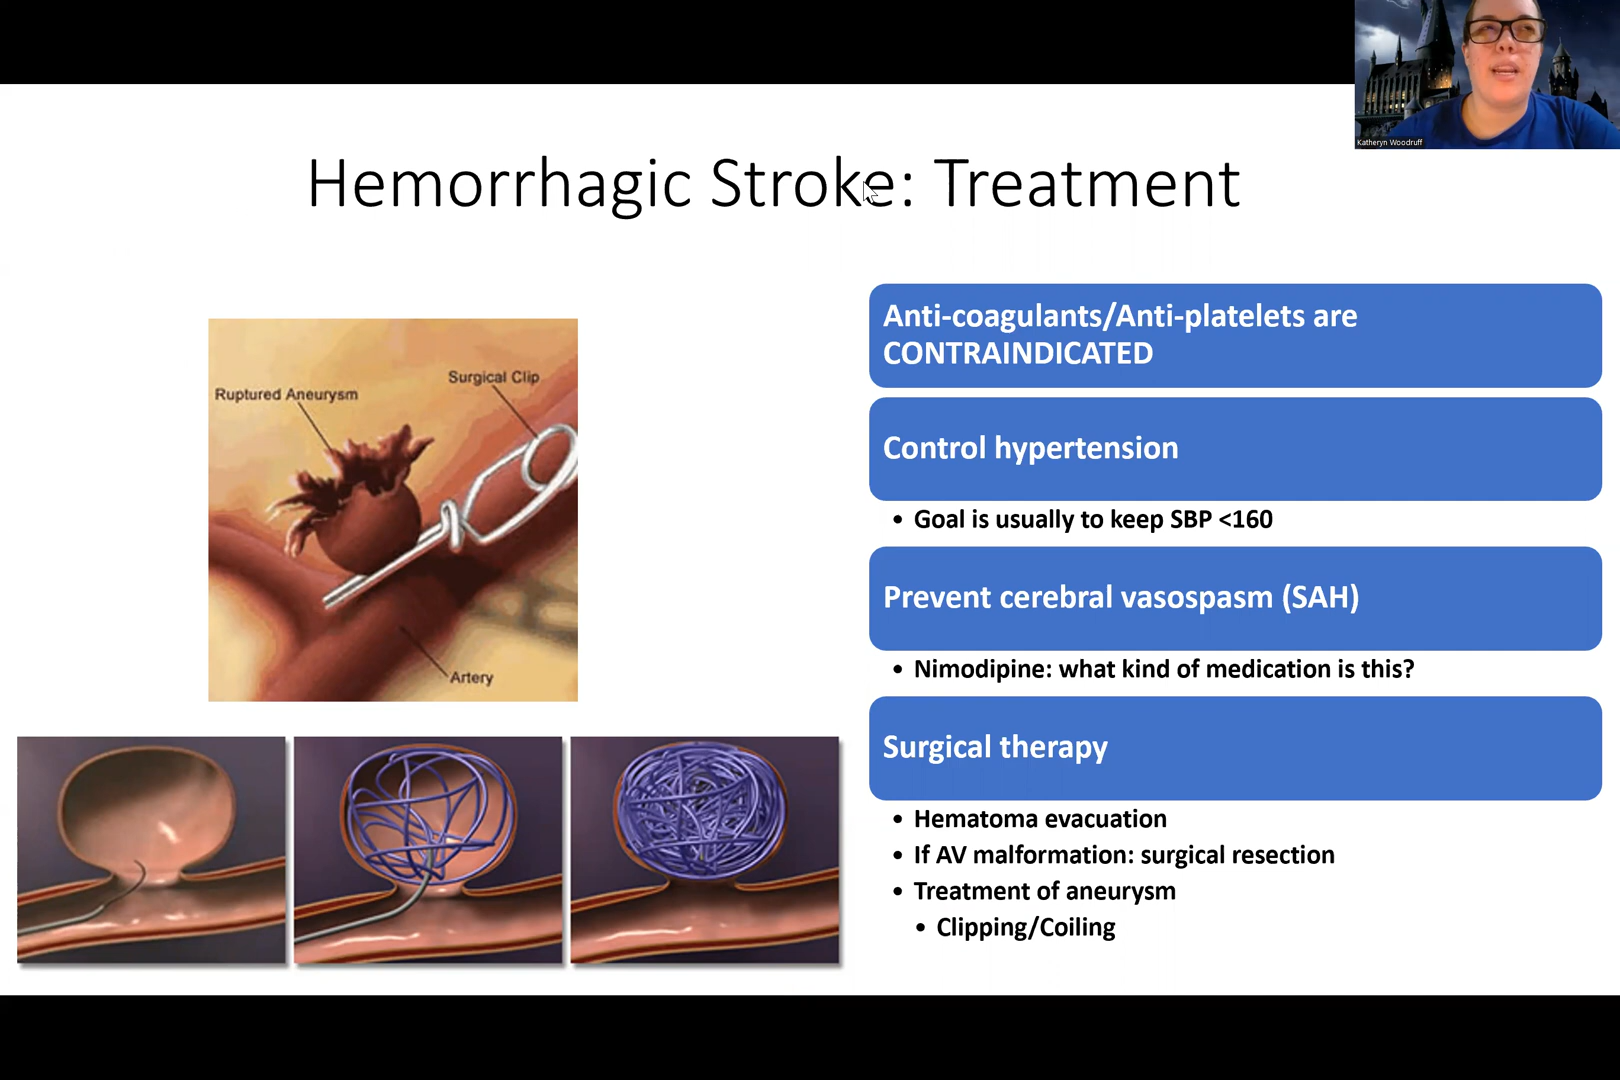 Katheryn Woodruff
Hemorrhagic Stroke: Treatment
Ruptured Aneurysm
Surgical Clip
Artery
Anti-coagulants/Anti-platelets are
CONTRAINDICATED
Control hypertension
• Goal is usually to keep SBP <160
Prevent cerebral vasospasm (SAH)
• Nimodipine: what kind of medication is this?
Surgical therapy
• Hematoma evacuation
• If AV malformation: surgical resection
• Treatment of aneurysm
• Clipping/Coiling